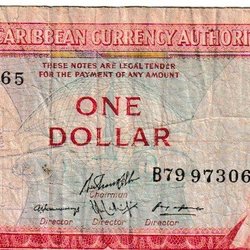 CARIBBEAN CURRENCY AUTHORIT
THESE NOTES ARE LEGAL TENDER
FOR THE PAYMENT OF ANY AMOUNT
65
ONE
DOLLAR
B79 97306
Chairman
Director Director Director